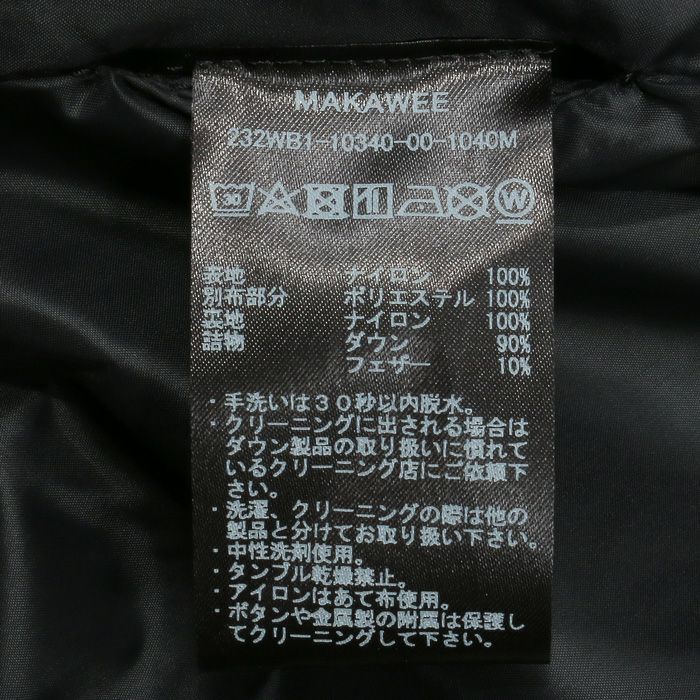 MAKAWEE
232WB1-10340-00-1040M
30 W
表地 ナイロン 100%
別布部分 ポリエステル 100%
裏地 ナイロン 100%
詰物 ダウン 90%
フェザー 10%
・手洗いは30秒以内脱水。
・クリーニングに出される場合は
ダウン製品の取り扱いに慣れて
いるクリーニング店にご依頼下
さい。
・洗濯、クリーニングの際は他の
製品と分けてお取り扱い下さい。
・中性洗剤使用。
・タンブル乾燥禁止。
・アイロンはあて布使用。
・ボタンや金属製の附属は保護し
てクリーニングして下さい。